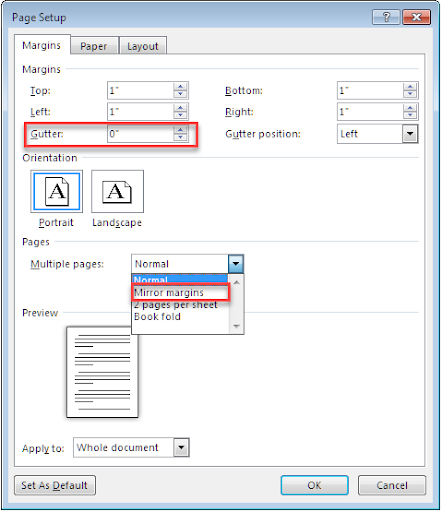 Page Setup
Margins Paper Layout
Margins
Top: 1" Bottom: 1"
Left: 1" Right: 1"
Gutter: 0" Gutter position: Left
Orientation
A A
Portrait Landscape
Pages
Multiple pages: Normal
Normal
Mirror margins
2 pages per sheet
Book fold
Preview
Apply to: Whole document
Set As Default OK Cancel